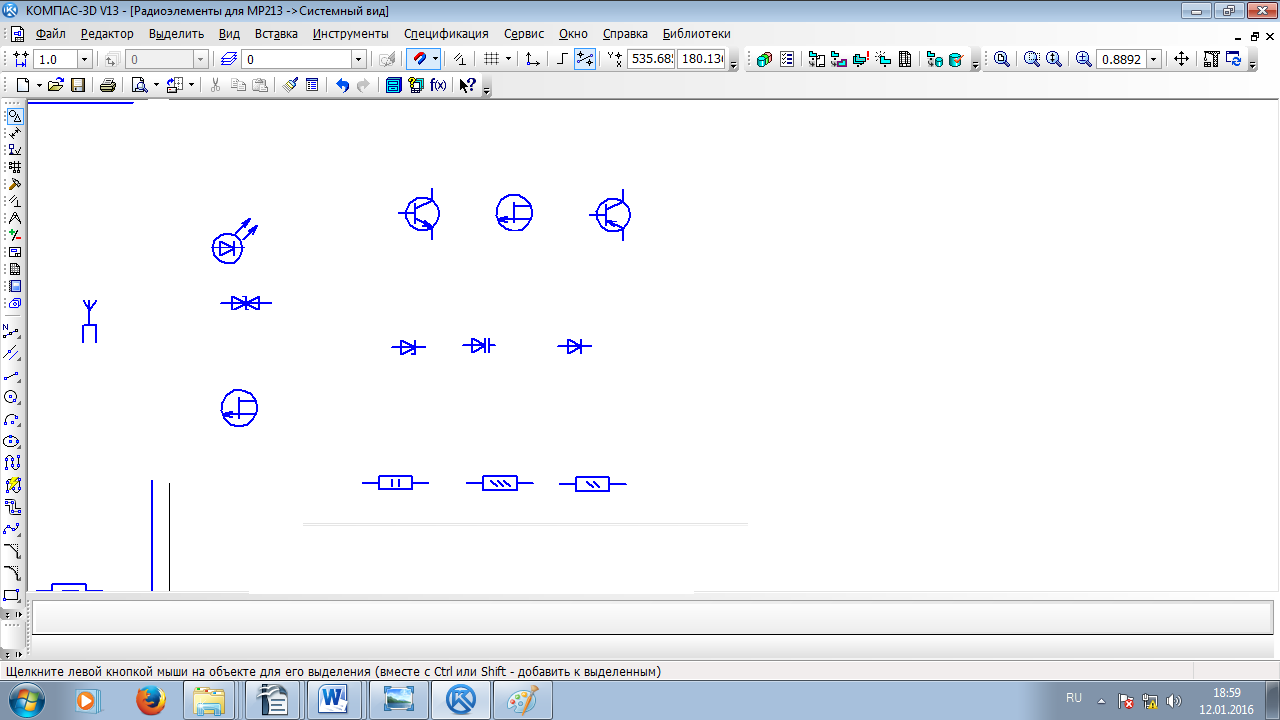 КОМПАС-3D V13 - [Радиоэлементы для МР213 ->Системный вид]
Файл Редактор Выделить Вид Вставка Инструменты Спецификация Сервис Окно Справка Библиотеки
1.0 0 0 535.68 180.13 0.8892
f(x)
N
Щелкните левой кнопкой мыши на объекте для его выделения (вместе с Ctrl или Shift - добавить к выделенным)
RU 18:59
12.01.2016